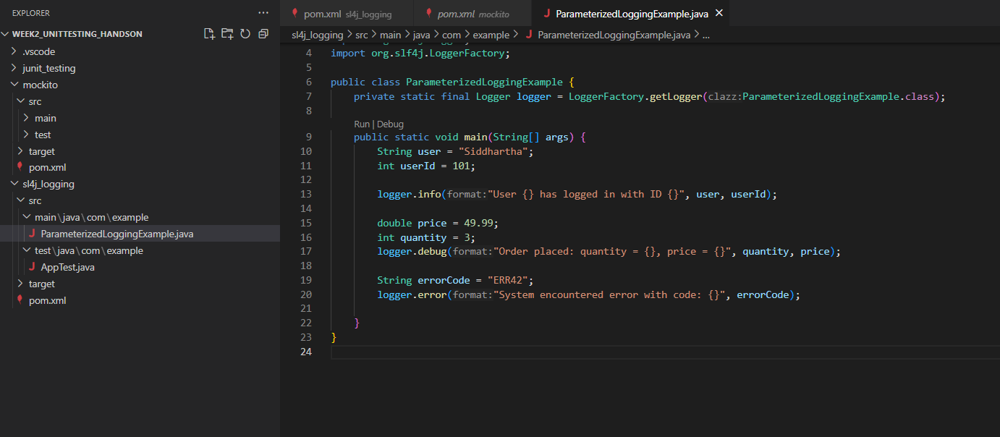 EXPLORER
WEEK2_UNITTESTING_HANDSON
.vscode
junit_testing
mockito
src
main
test
target
pom.xml
sl4j_logging
src
main\java\com\example
ParameterizedLoggingExample.java
test\java\com\example
AppTest.java
target
pom.xml
pom.xml sl4j_logging
pom.xml mockito
ParameterizedLoggingExample.java
sl4j_logging > src > main > java > com > example > ParameterizedLoggingExample.java > ...
4 import org.slf4j.LoggerFactory;
5
6 public class ParameterizedLoggingExample {
7 private static final Logger logger = LoggerFactory.getLogger(clazz:ParameterizedLoggingExample.class);
8
Run | Debug
9 public static void main(String[] args) {
10 String user = "Siddhartha";
11 int userId = 101;
12
13 logger.info(format:"User {} has logged in with ID {}", user, userId);
14
15 double price = 49.99;
16 int quantity = 3;
17 logger.debug(format:"Order placed: quantity = {}, price = {}", quantity, price);
18
19 String errorCode = "ERR42";
20 logger.error(format:"System encountered error with code: {}", errorCode);
21
22 }
23 }
24